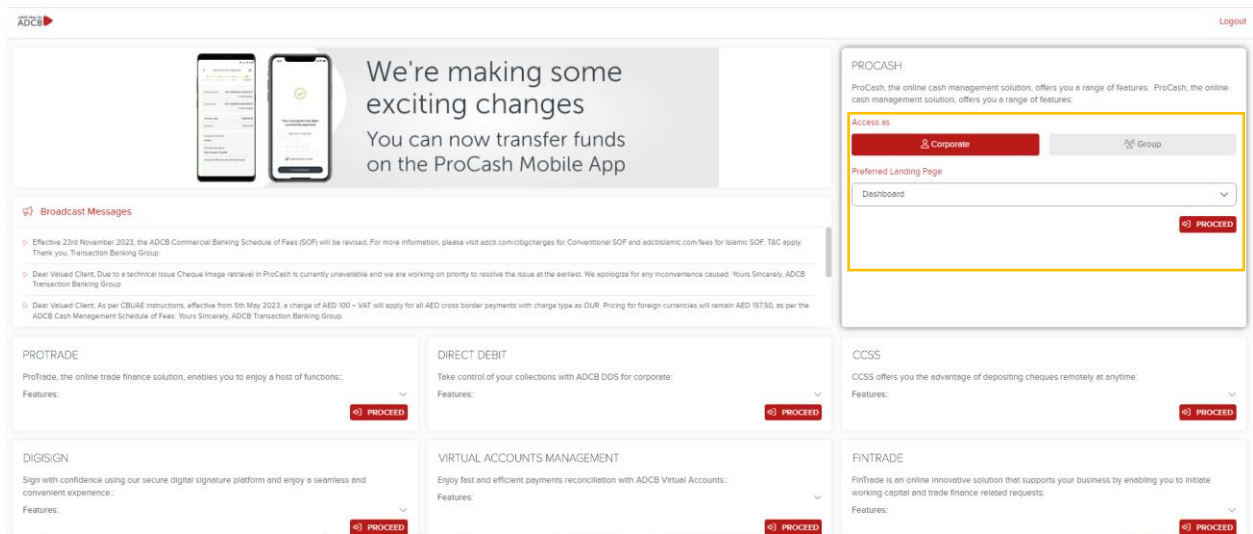 ADCB
Logout
We're making some
exciting changes
You can now transfer funds
on the ProCash Mobile App
PROCASH
ProCash, the online cash management solution, offers you a range of features: ProCash, the online
cash management solution, offers you a range of features:
Access as
Corporate
Group
Preferred Landing Page
Dashboard
PROCEED
Broadcast Messages
Effective 23rd November 2023, the ADCB Commercial Banking Schedule of Fees (SOF) will be revised. For more information, please visit adcb.com/cbgcharges for Conventional SOF and adcbislamic.com/fees for Islamic SOF. T&C apply.
Thank you, Transaction Banking Group.
Dear Valued Client, Due to a technical issue Cheque Image retrieval in ProCash is currently unavailable and we are working on priority to resolve the issue at the earliest. We apologize for any inconvenience caused. Yours Sincerely, ADCB
Transaction Banking Group
Dear Valued Client, As per CBUAE instructions, effective from 5th May 2023, a charge of AED 100 + VAT will apply for all AED cross border payments with charge type as OUR. Pricing for foreign currencies will remain AED 157.50, as per the
ADCB Cash Management Schedule of Fees. Yours Sincerely, ADCB Transaction Banking Group
PROTRADE
ProTrade, the online trade finance solution, enables you to enjoy a host of functions::
Features:
PROCEED
DIRECT DEBIT
Take control of your collections with ADCB DDS for corporate:
Features:
PROCEED
CCSS
CCSS offers you the advantage of depositing cheques remotely at anytime:
Features:
PROCEED
DIGISIGN
Sign with confidence using our secure digital signature platform and enjoy a seamless and
convenient experience.:
Features:
PROCEED
VIRTUAL ACCOUNTS MANAGEMENT
Enjoy fast and efficient payments reconciliation with ADCB Virtual Accounts.:
Features:
PROCEED
FINTRADE
FinTrade is an online innovative solution that supports your business by enabling you to initiate
working capital and trade finance related requests:
Features:
PROCEED